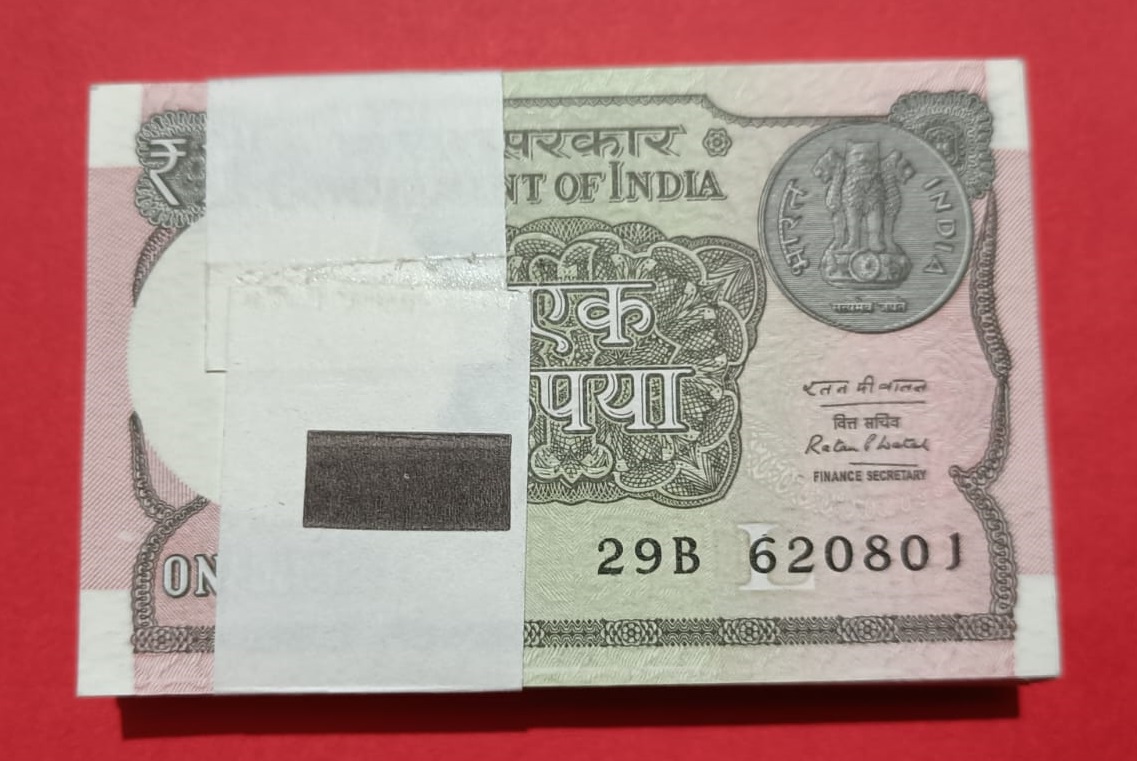 ₹
सरकार
NT OF INDIA
भारत INDIA
सत्यमेव जयते
एक
पया
रतन पी वातल
वित्त सचिव
Ratan P Watal
FINANCE SECRETARY
29B 620801
L
ON